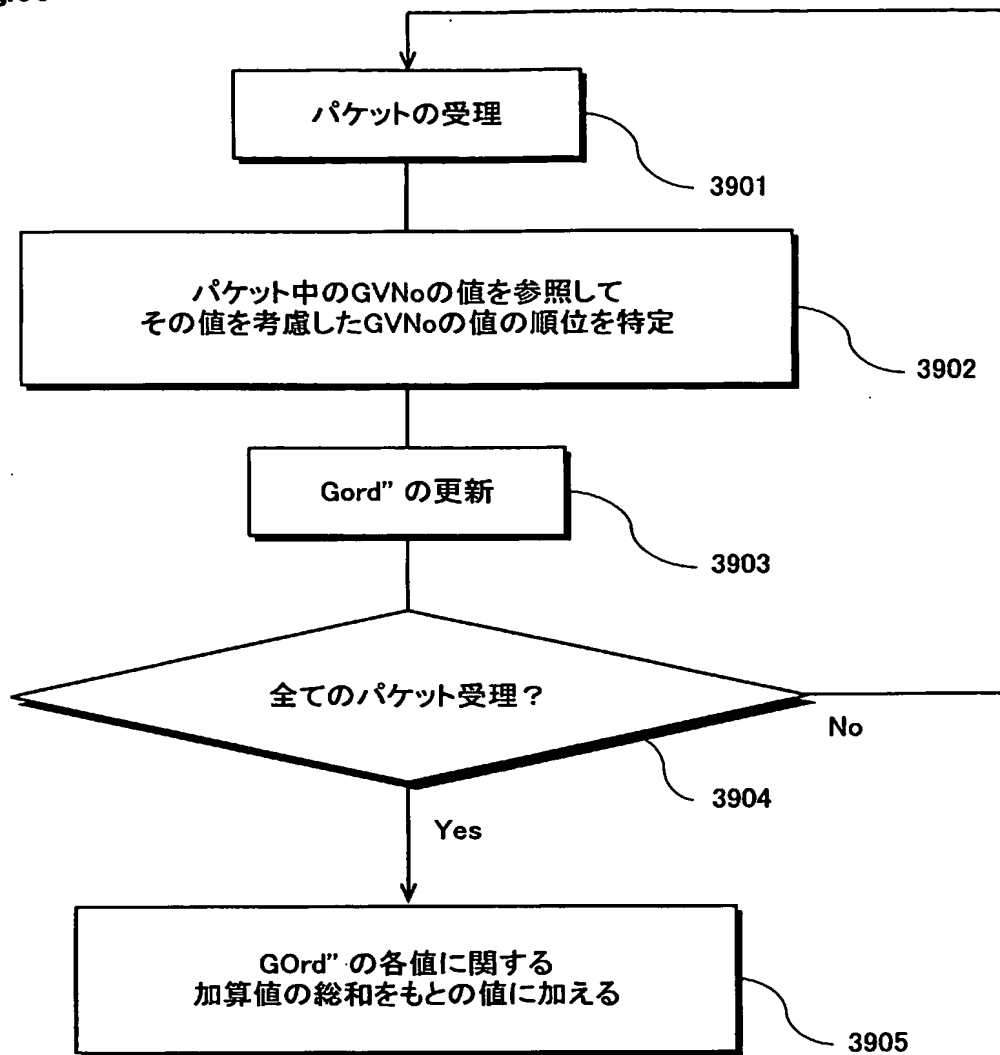 パケットの受理
3901
パケット中のGVNoの値を参照して
その値を考慮したGVNoの値の順位を特定
3902
Gord” の更新
3903
全てのパケット受理？
No
3904
Yes
GOrd” の各値に関する
加算値の総和をもとの値に加える
3905